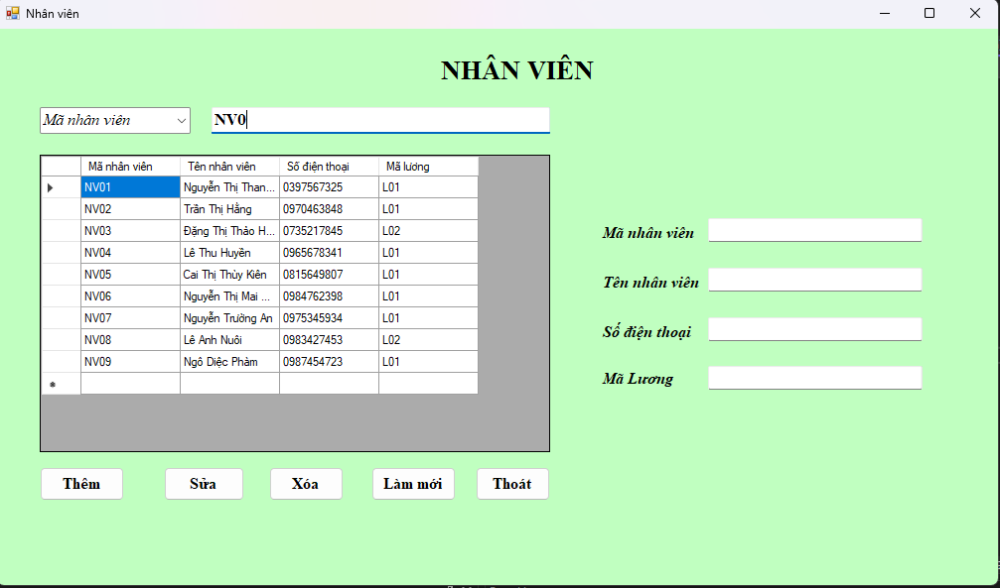 Nhân viên
NHÂN VIÊN
Mã nhân viên NV0
Mã nhân viên Tên nhân viên Số điện thoại Mã lương
NV01 Nguyễn Thị Than... 0397567325 L01
NV02 Trần Thị Hằng 0970463848 L01
NV03 Đặng Thị Thảo H... 0735217845 L02
NV04 Lê Thu Huyền 0965678341 L01
NV05 Cai Thị Thùy Kiên 0815649807 L01
NV06 Nguyễn Thị Mai ... 0984762398 L01
NV07 Nguyễn Trường An 0975345934 L01
NV08 Lê Anh Nuôi 0983427453 L02
NV09 Ngô Diệc Phàm 0987454723 L01
Mã nhân viên
Tên nhân viên
Số điện thoại
Mã Lương
Thêm Sửa Xóa Làm mới Thoát